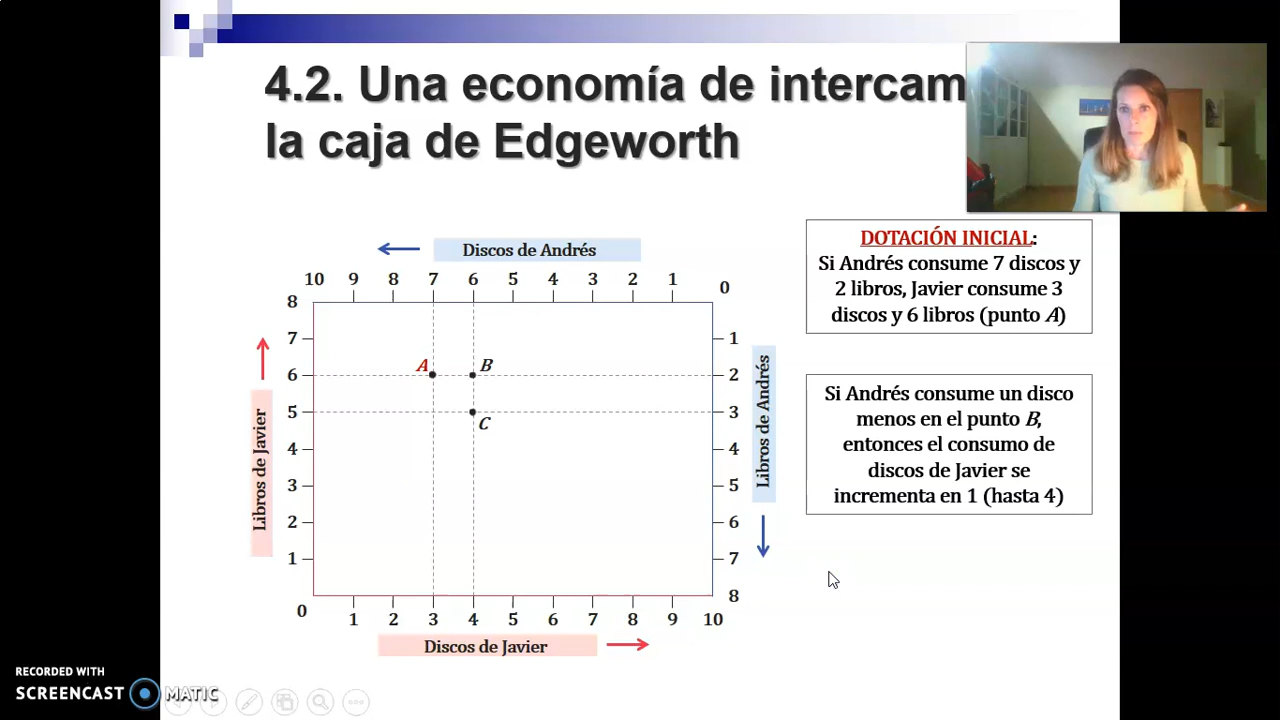 4.2. Una economía de intercam
la caja de Edgeworth
Discos de Andrés
10 9 8 7 6 5 4 3 2 1 0
8
7 1
A B
6 2
5 3
C
4 4
3 5
2 6
1 7
0 8
1 2 3 4 5 6 7 8 9 10
Libros de Javier
Libros de Andrés
Discos de Javier
DOTACIÓN INICIAL:
Si Andrés consume 7 discos y
2 libros, Javier consume 3
discos y 6 libros (punto A)
Si Andrés consume un disco
menos en el punto B,
entonces el consumo de
discos de Javier se
incrementa en 1 (hasta 4)
RECORDED WITH
SCREENCAST MATIC